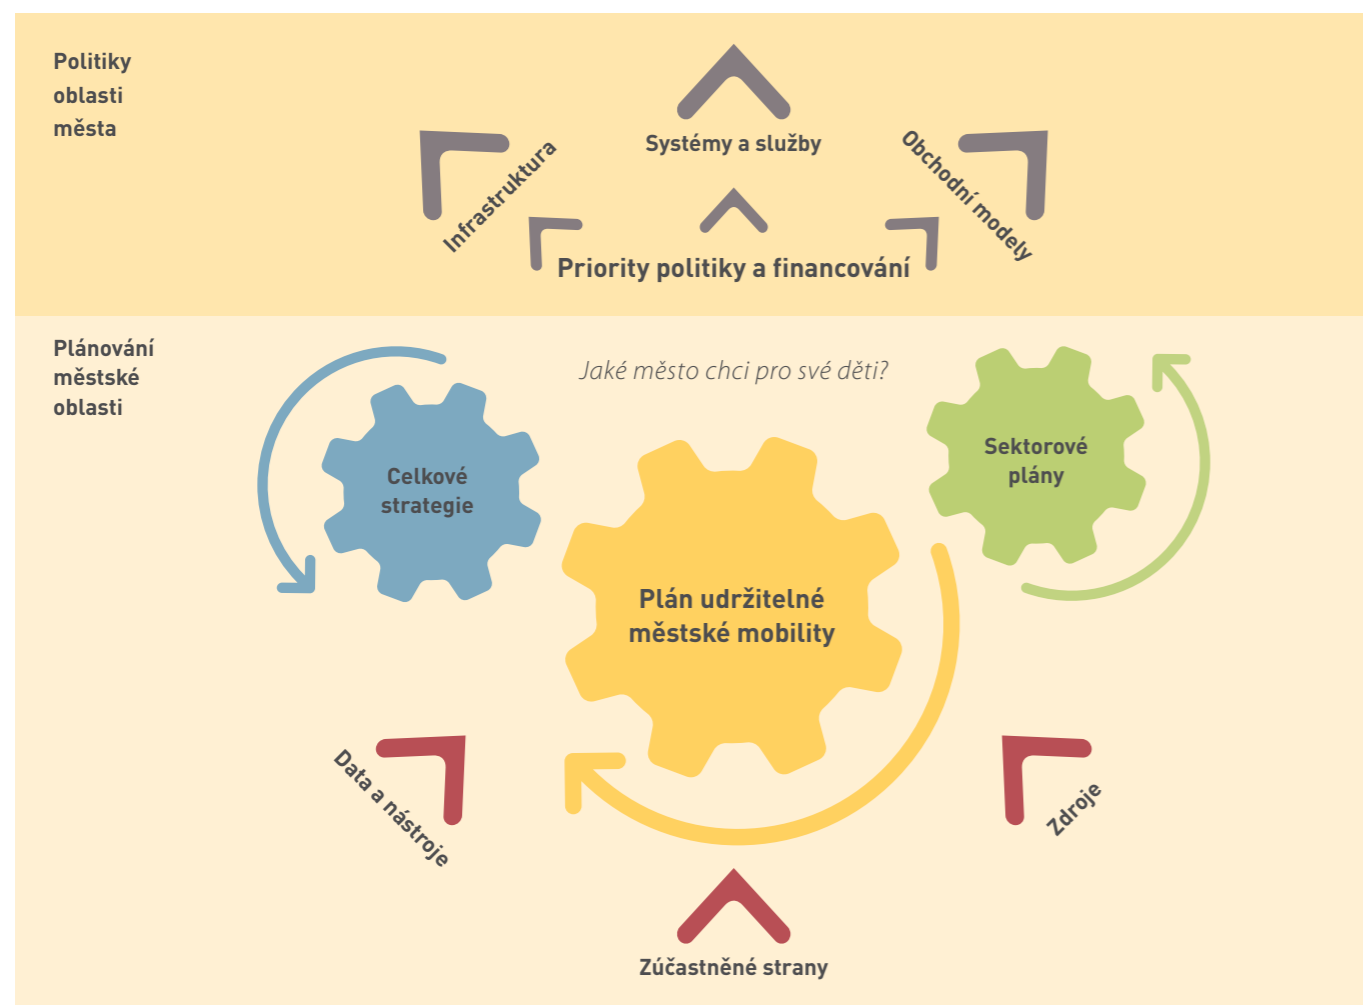 Politiky
oblasti
města
Systémy a služby
Infrastruktura
Obchodní modely
Priority politiky a financování
Plánování
městské
oblasti
Jaké město chci pro své děti?
Celkové
strategie
Sektorové
plány
Plán udržitelné
městské mobility
Data a nástroje
Zdroje
Zúčastněné strany